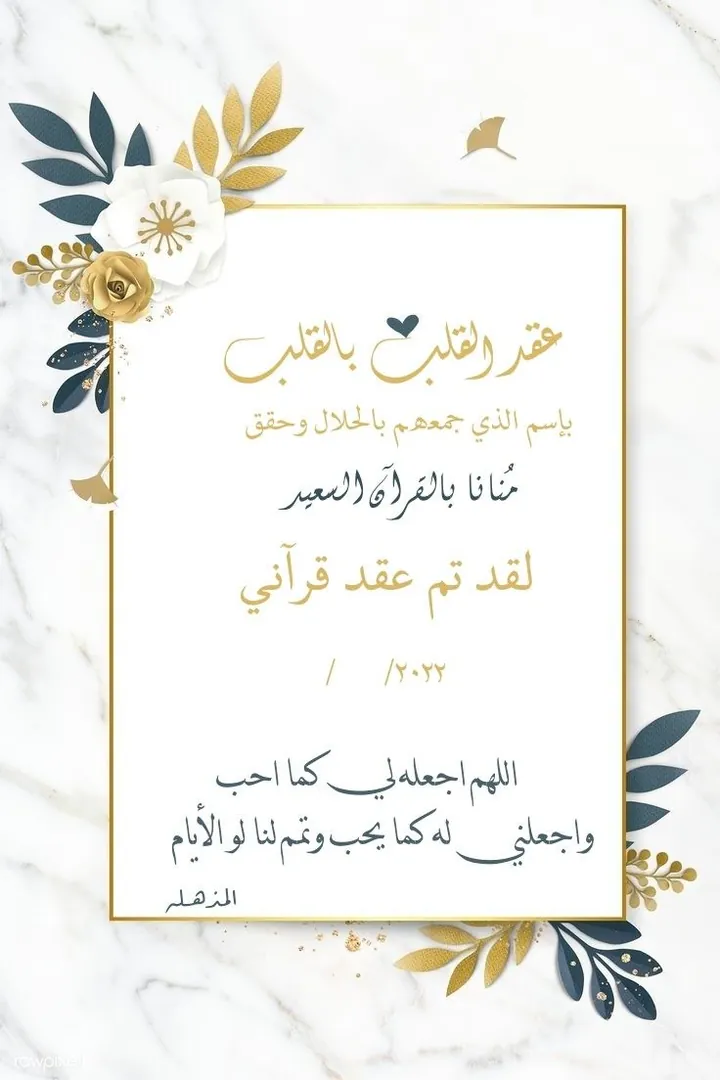 عقد القلب بالقلب
بإسم الذي جمعهم بالحلال وحقق
مُنانا بالقرآن السعيد
لقد تم عقد قرآني
/ /٢٠٢٢
اللهم اجعله لي كما احب
واجعلني له كما يحب وتمم لنا لو الأيام
المذهله
rawpixel